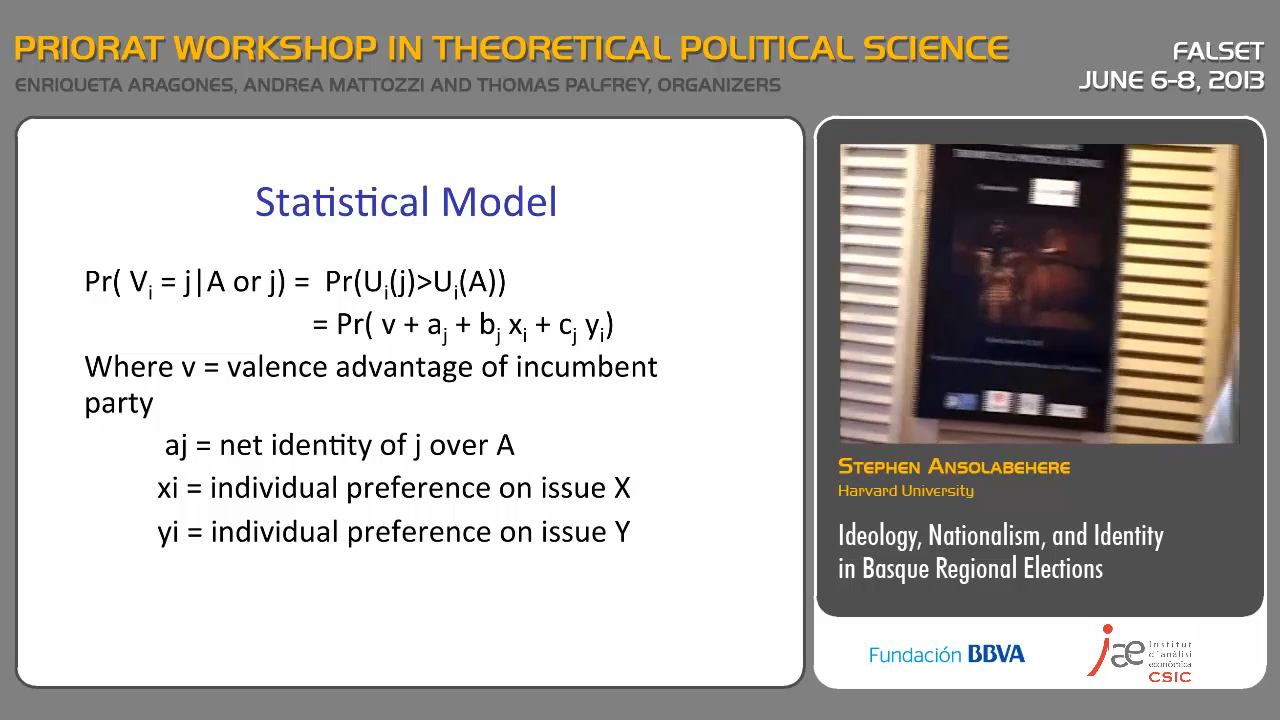 PRIORAT WORKSHOP IN THEORETICAL POLITICAL SCIENCE
ENRIQUETA ARAGONES, ANDREA MATTOZZI AND THOMAS PALFREY, ORGANIZERS
FALSET
JUNE 6-8, 2013
Statistical Model
Pr( Vi = j|A or j) = Pr(Ui(j)>Ui(A))
= Pr( v + aj + bj xi + cj yi)
Where v = valence advantage of incumbent
party
aj = net identity of j over A
xi = individual preference on issue X
yi = individual preference on issue Y
STEPHEN ANSOLABEHERE
Harvard University
Ideology, Nationalism, and Identity
in Basque Regional Elections
Fundación BBVA
iae
Institut
d'anàlisi
econòmica
CSIC